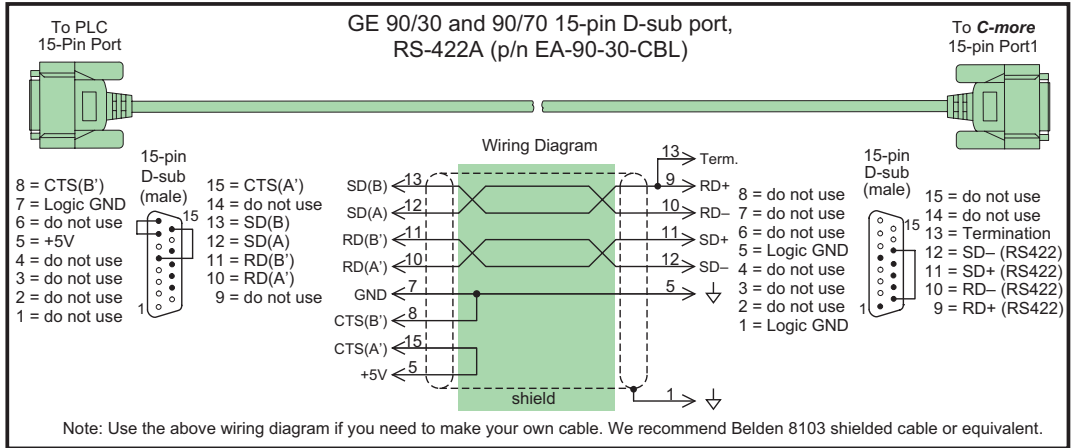 GE 90/30 and 90/70 15-pin D-sub port,
RS-422A (p/n EA-90-30-CBL)
To PLC
15-Pin Port
To C-more
15-pin Port1
15-pin
D-sub
(male)
8 = CTS(B’)
7 = Logic GND
6 = do not use
5 = +5V
4 = do not use
3 = do not use
2 = do not use
1 = do not use
15 = CTS(A’)
14 = do not use
13 = SD(B)
12 = SD(A)
11 = RD(B’)
10 = RD(A’)
9 = do not use
15
1
Wiring Diagram
13 Term.
SD(B) 13 9 RD+
SD(A) 12 10 RD–
RD(B’) 11 11 SD+
RD(A’) 10 12 SD–
GND 7 5
CTS(B’) 8
CTS(A’) 15
+5V 5
shield
1
15-pin
D-sub
(male)
8 = do not use
7 = do not use
6 = do not use
5 = Logic GND
4 = do not use
3 = do not use
2 = do not use
1 = Logic GND
15 = do not use
14 = do not use
13 = Termination
12 = SD– (RS422)
11 = SD+ (RS422)
10 = RD– (RS422)
9 = RD+ (RS422)
15
1
Note: Use the above wiring diagram if you need to make your own cable. We recommend Belden 8103 shielded cable or equivalent.